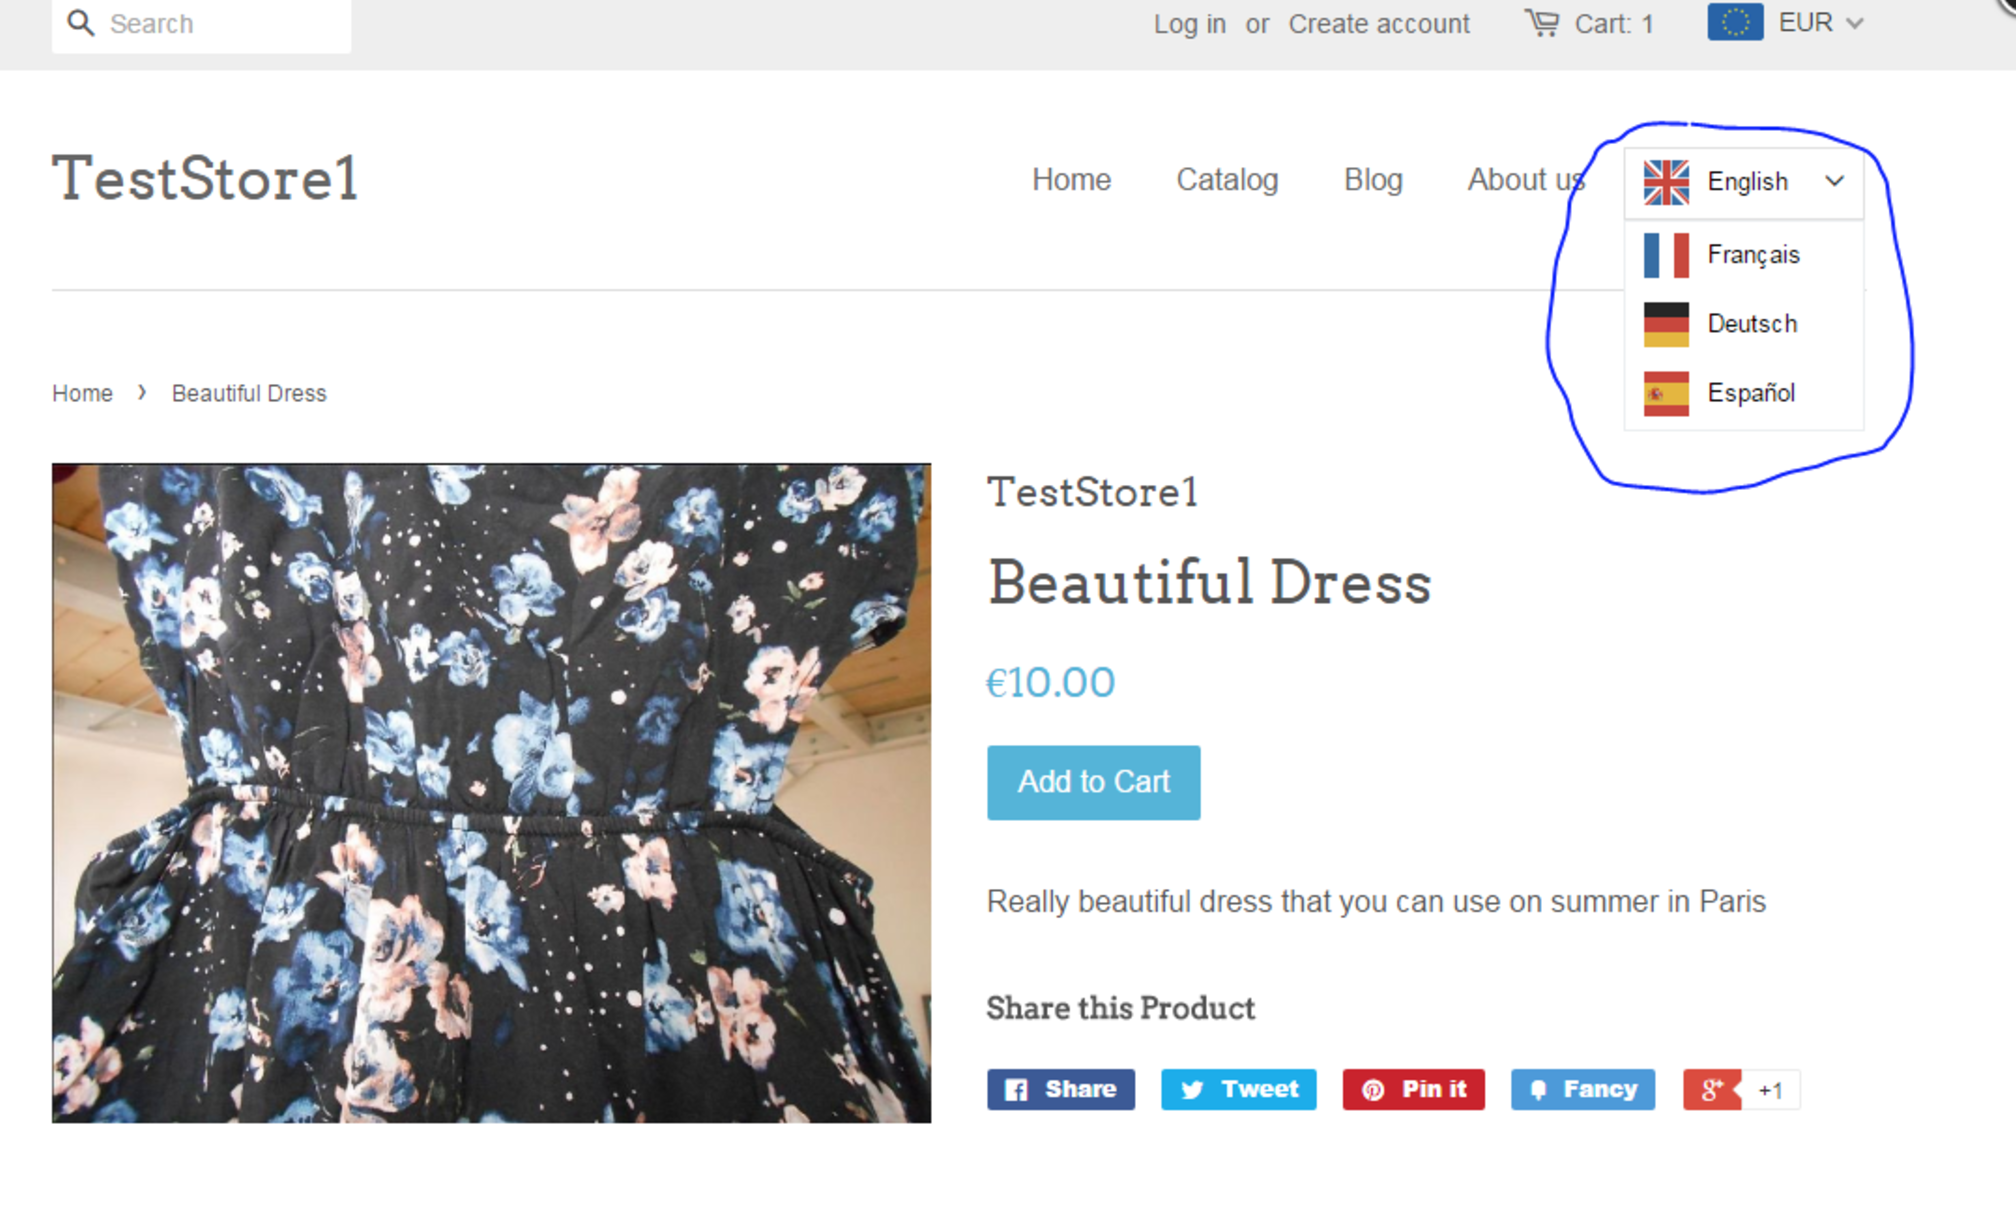 Search
Log in or Create account Cart: 1 EUR
TestStore1
Home Catalog Blog About us
English
Français
Deutsch
Español
Home › Beautiful Dress
TestStore1
Beautiful Dress
€10.00
Add to Cart
Really beautiful dress that you can use on summer in Paris
Share this Product
Share Tweet Pin it Fancy g+ +1